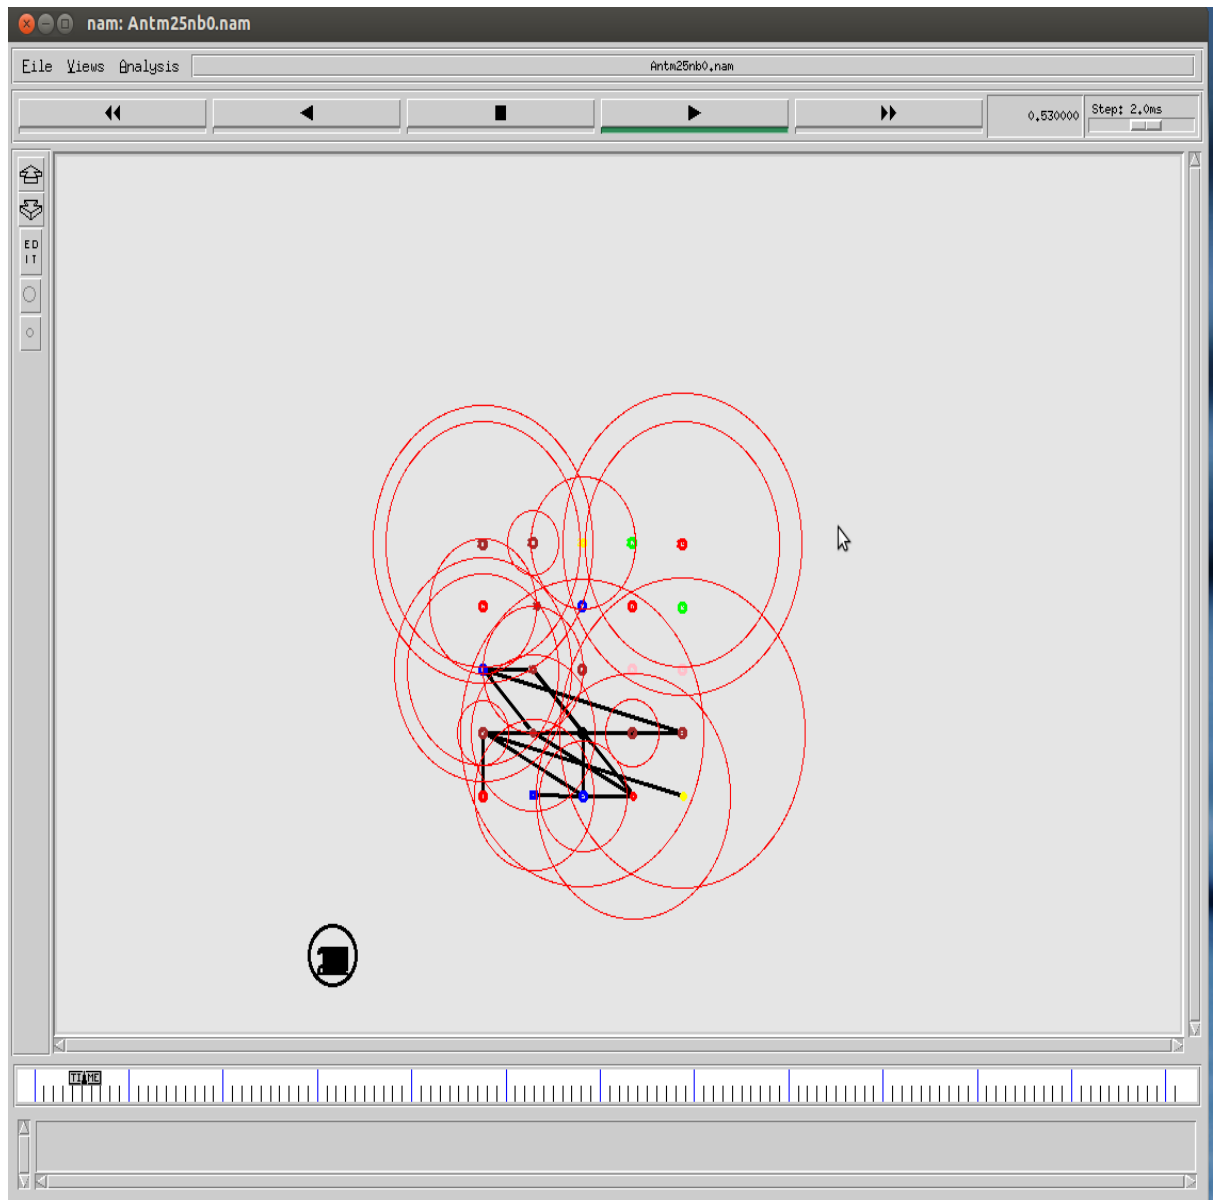 nam: Antm25nb0.nam
File Views Analysis
Antm25nb0.nam
0.530000
Step: 2.0ms
ED
IT
TIME